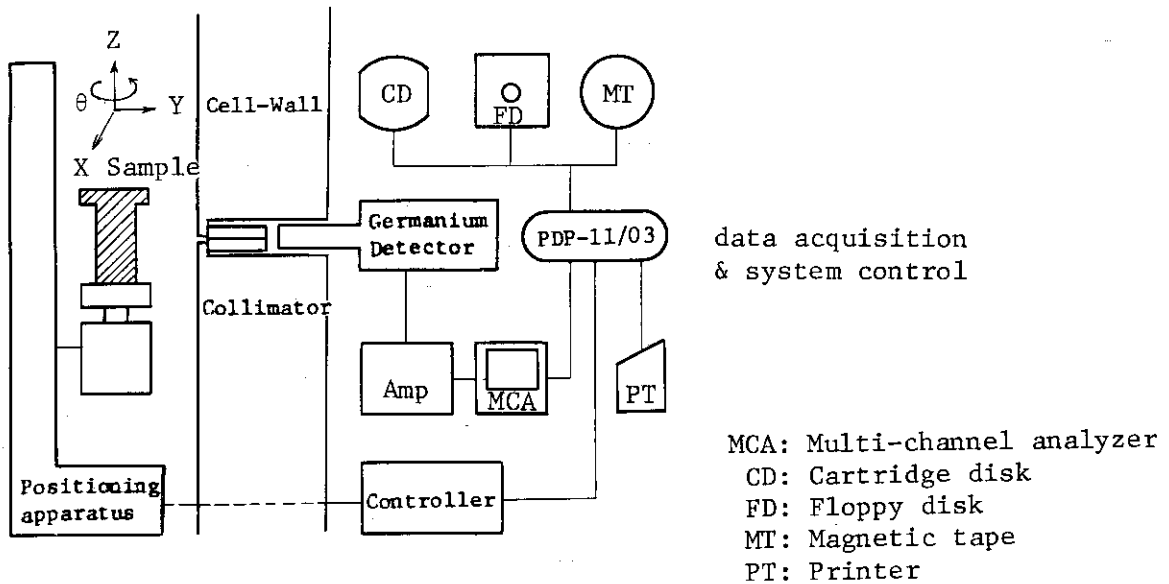 Z
θ
Y
X
Sample
Cell-Wall
CD
FD
MT
Germanium
Detector
PDP-11/03
data acquisition
& system control
Collimator
Amp
MCA
PT
Positioning
apparatus
Controller
MCA: Multi-channel analyzer
CD: Cartridge disk
FD: Floppy disk
MT: Magnetic tape
PT: Printer